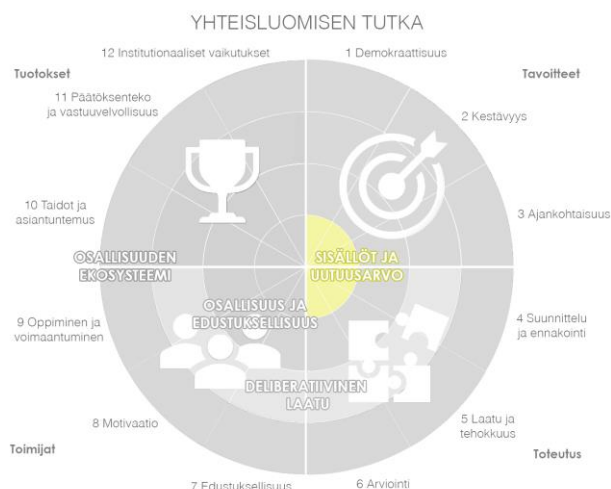 YHTEISLUOMISEN TUTKA
12 Institutionaaliset vaikutukset
1 Demokraattisuus
Tuotokset
Tavoitteet
11 Päätöksenteko
ja vastuuvelvollisuus
2 Kestävyys
10 Taidot ja
asiantuntemus
3 Ajankohtaisuus
OSALLISUUDEN
EKOSYSTEEMI
SISÄLLÖT JA
UUTUUSARVO
OSALLISUUS JA
EDUSTUKSELLISUUS
9 Oppiminen ja
voimaantuminen
4 Suunnittelu
ja ennakointi
DELIBERATIIVINEN
LAATU
8 Motivaatio
5 Laatu ja
tehokkuus
Toimijat
Toteutus
7 Edustuksellisuus
6 Arviointi